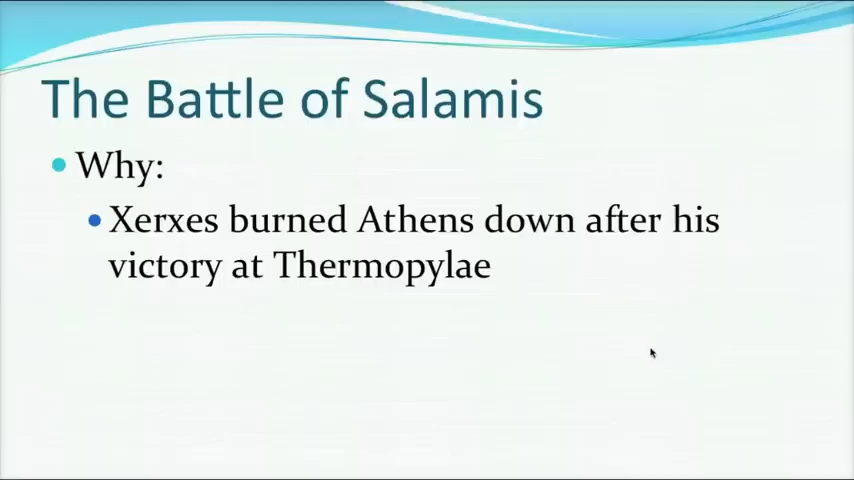 The Battle of Salamis
Why:
Xerxes burned Athens down after his
victory at Thermopylae